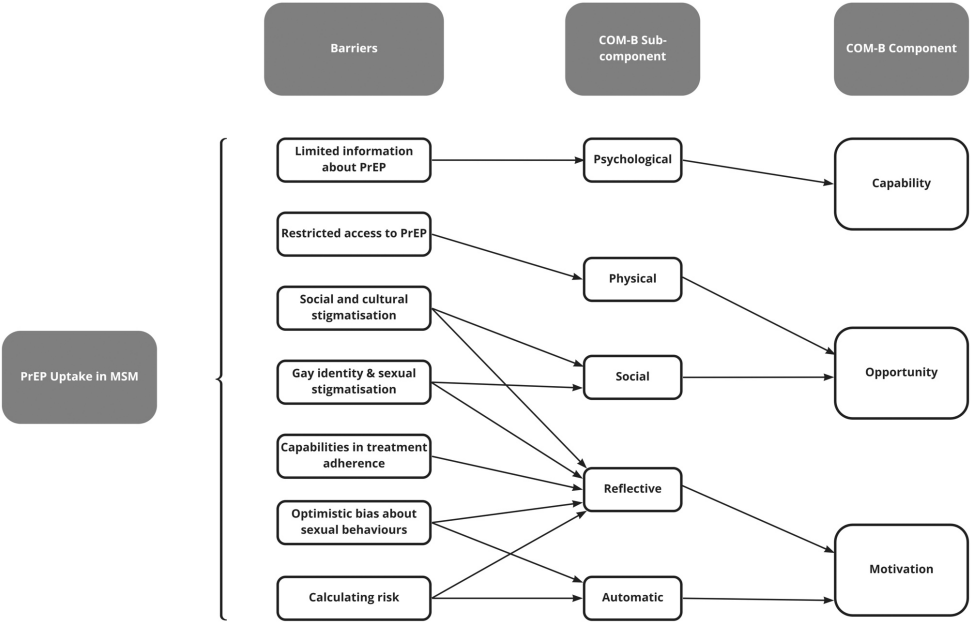 Barriers
COM-B Sub-
component
COM-B Component
PrEP Uptake in MSM
Limited information
about PrEP
Restricted access to PrEP
Social and cultural
stigmatisation
Gay identity & sexual
stigmatisation
Capabilities in treatment
adherence
Optimistic bias about
sexual behaviours
Calculating risk
Psychological
Physical
Social
Reflective
Automatic
Capability
Opportunity
Motivation